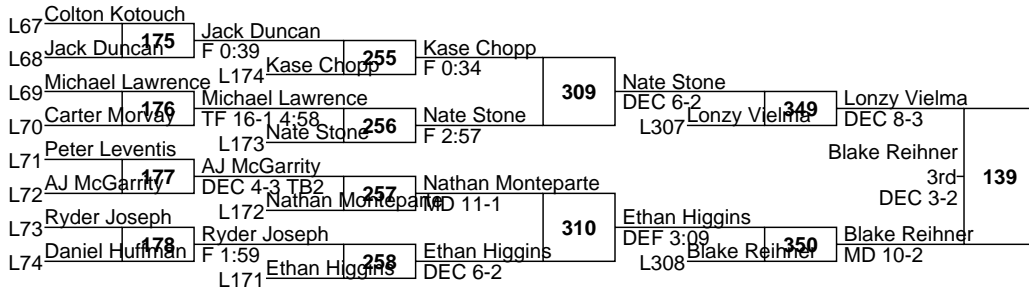 L67 Colton Kotouch
175 Jack Duncan
L68 Jack Duncan F 0:39
255 Kase Chopp
L174 Kase Chopp F 0:34
L69 Michael Lawrence
309 Nate Stone
176 Michael Lawrence DEC 6-2
L70 Carter Morvay TF 16-1 4:58
349 Lonzy Vielma
256 Nate Stone L307 Lonzy Vielma DEC 8-3
L173 Nate Stone F 2:57
L71 Peter Leventis
Blake Reihner
177 AJ McGarrity 3rd 139
L72 AJ McGarrity DEC 4-3 TB2
257 Nathan Monteparte DEC 3-2
L172 Nathan Monteparte MD 11-1
L73 Ryder Joseph
310 Ethan Higgins
178 Ryder Joseph DEF 3:09
L74 Daniel Huffman F 1:59
350 Blake Reihner
258 Ethan Higgins L308 Blake Reihner MD 10-2
L171 Ethan Higgins DEC 6-2